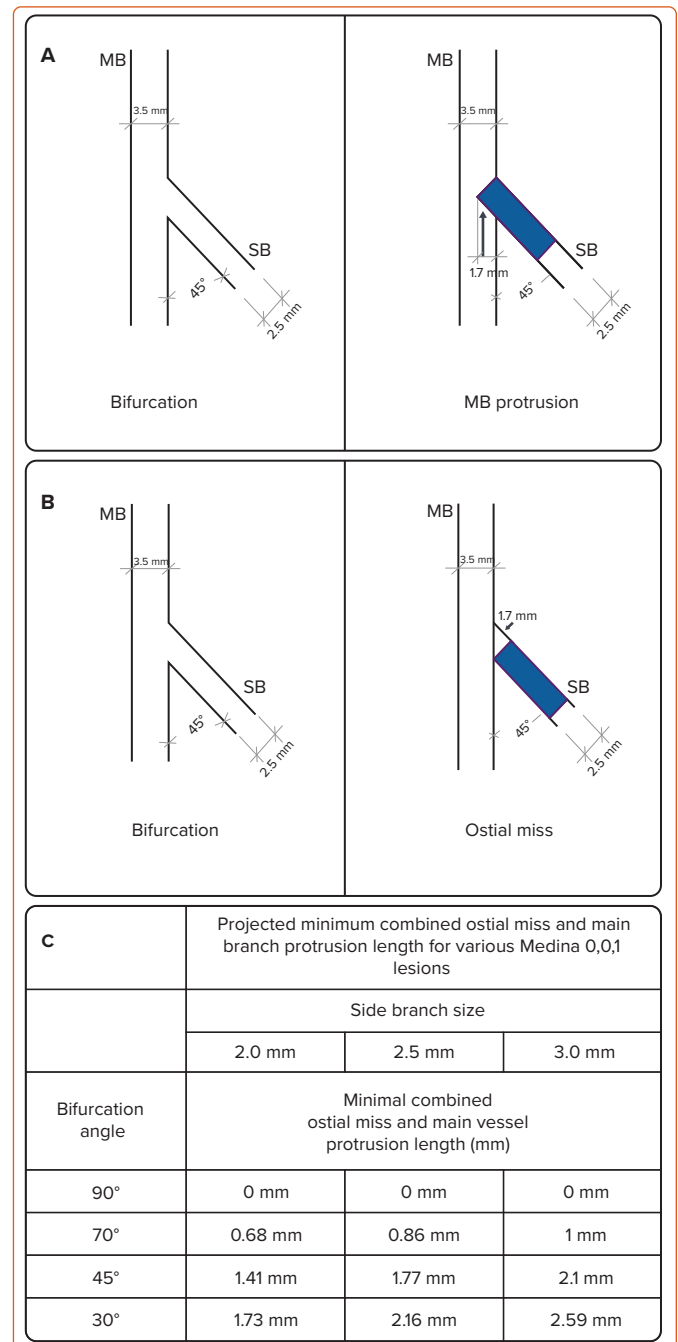 A
MB
3.5 mm
SB
45°
2.5 mm
Bifurcation
MB
3.5 mm
SB
1.7 mm
45°
2.5 mm
MB protrusion
B
MB
3.5 mm
SB
45°
2.5 mm
Bifurcation
MB
3.5 mm
1.7 mm
SB
45°
2.5 mm
Ostial miss
C
Projected minimum combined ostial miss and main
branch protrusion length for various Medina 0,0,1
lesions
Side branch size
2.0 mm 2.5 mm 3.0 mm
Bifurcation
angle
Minimal combined
ostial miss and main vessel
protrusion length (mm)
90° 0 mm 0 mm 0 mm
70° 0.68 mm 0.86 mm 1 mm
45° 1.41 mm 1.77 mm 2.1 mm
30° 1.73 mm 2.16 mm 2.59 mm